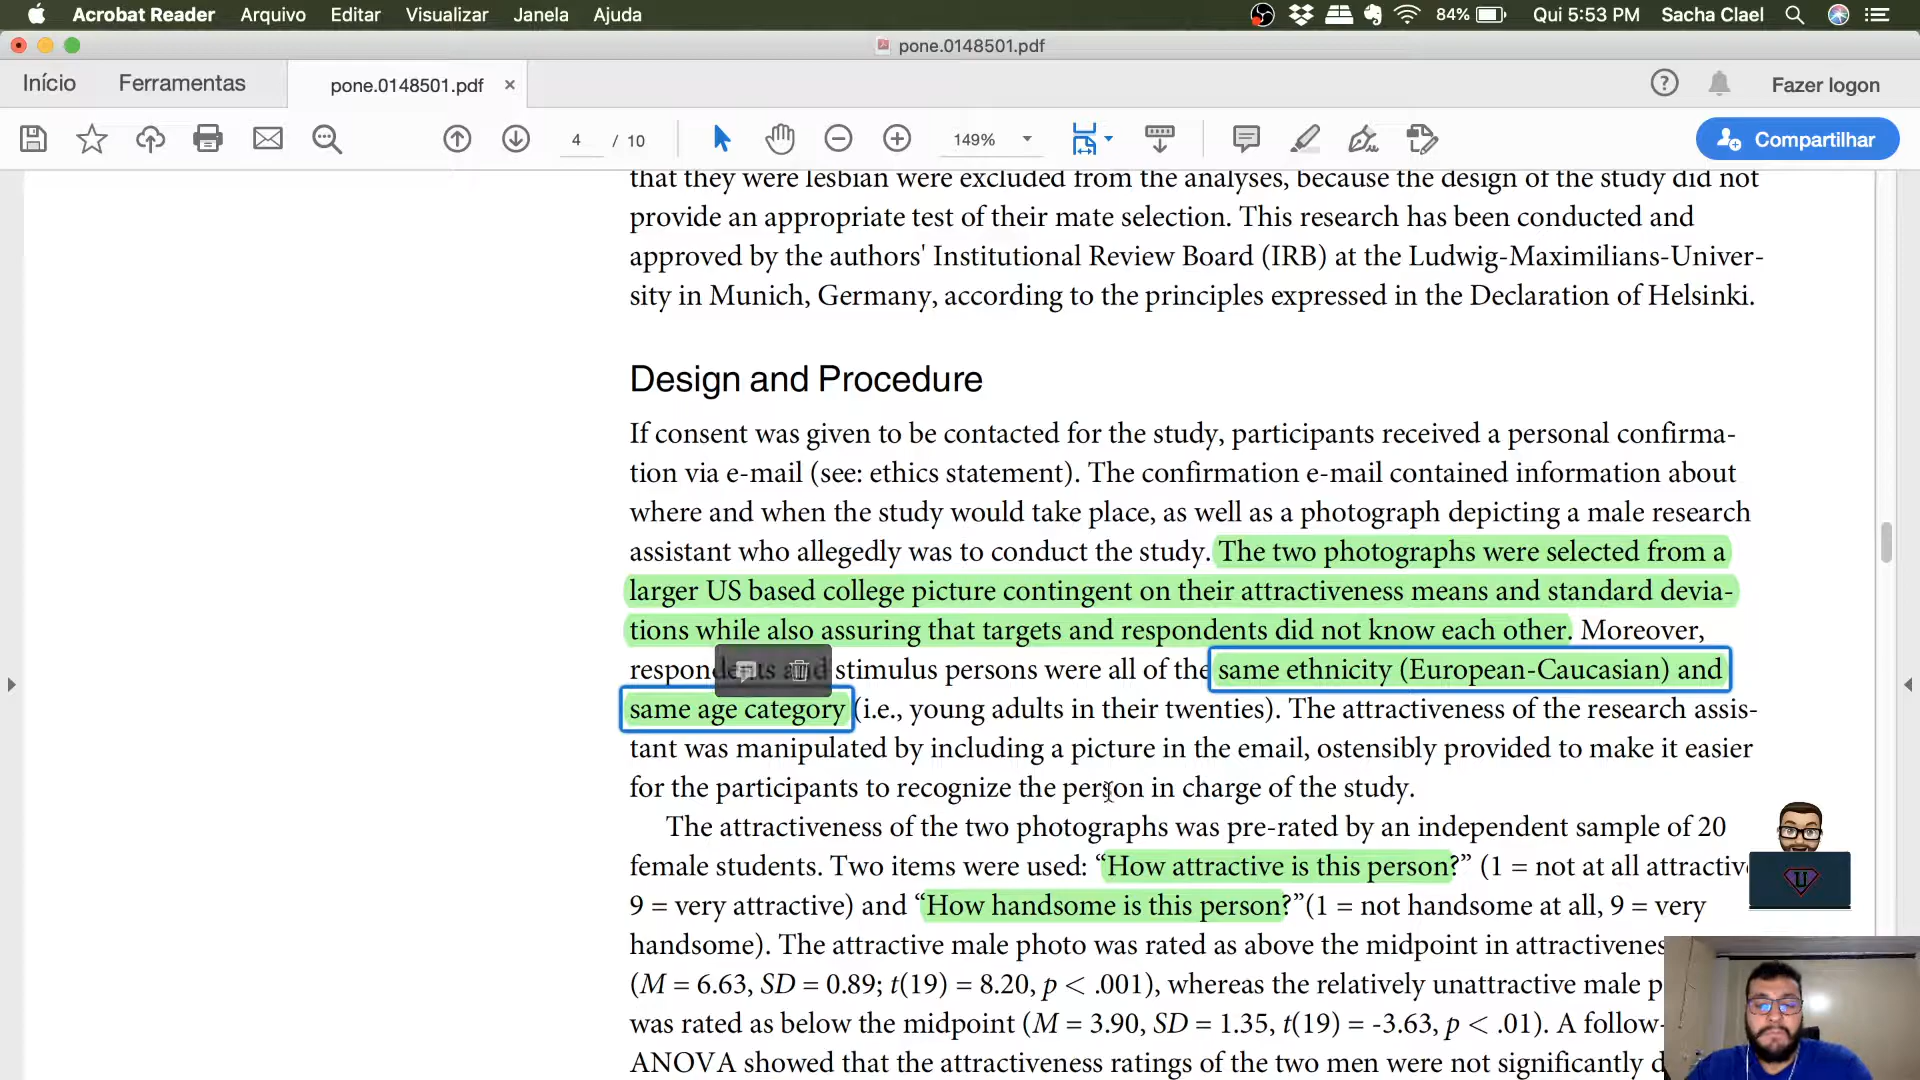 Acrobat Reader Arquivo Editar Visualizar Janela Ajuda 84% Qui 5:53 PM Sacha Clael
pone.0148501.pdf
Início Ferramentas pone.0148501.pdf × ? Fazer logon
4 / 10 149% Compartilhar
that they were lesbian were excluded from the analyses, because the design of the study did not
provide an appropriate test of their mate selection. This research has been conducted and
approved by the authors' Institutional Review Board (IRB) at the Ludwig-Maximilians-Univer-
sity in Munich, Germany, according to the principles expressed in the Declaration of Helsinki.
Design and Procedure
If consent was given to be contacted for the study, participants received a personal confirma-
tion via e-mail (see: ethics statement). The confirmation e-mail contained information about
where and when the study would take place, as well as a photograph depicting a male research
assistant who allegedly was to conduct the study. The two photographs were selected from a
larger US based college picture contingent on their attractiveness means and standard devia-
tions while also assuring that targets and respondents did not know each other. Moreover,
respondents and stimulus persons were all of the same ethnicity (European-Caucasian) and
same age category (i.e., young adults in their twenties). The attractiveness of the research assis-
tant was manipulated by including a picture in the email, ostensibly provided to make it easier
for the participants to recognize the person in charge of the study.
The attractiveness of the two photographs was pre-rated by an independent sample of 20
female students. Two items were used: “How attractive is this person?” (1 = not at all attractiv
9 = very attractive) and “How handsome is this person?”(1 = not handsome at all, 9 = very
handsome). The attractive male photo was rated as above the midpoint in attractivenes
(M = 6.63, SD = 0.89; t(19) = 8.20, p < .001), whereas the relatively unattractive male p
was rated as below the midpoint (M = 3.90, SD = 1.35, t(19) = -3.63, p < .01). A follow-
ANOVA showed that the attractiveness ratings of the two men were not significantly d
U